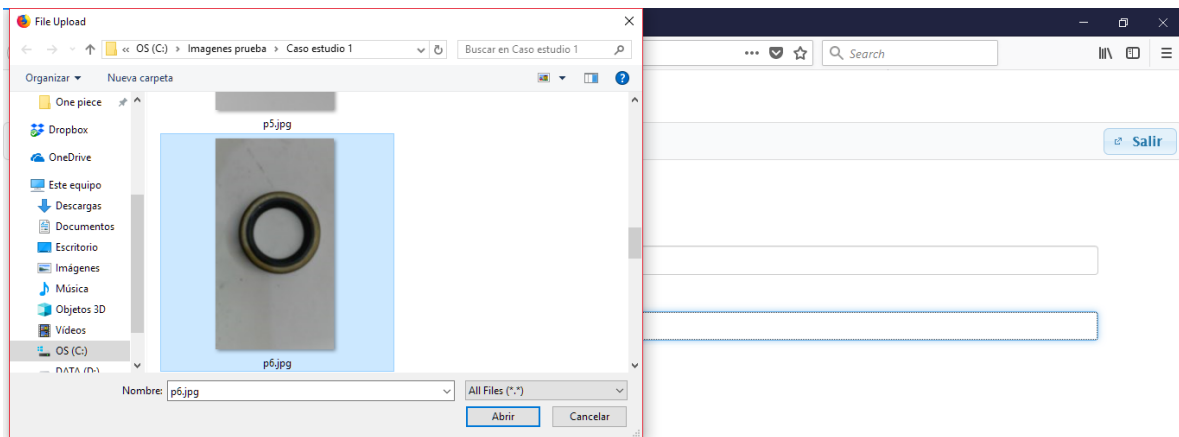 File Upload
« OS (C:) › Imagenes prueba › Caso estudio 1
Buscar en Caso estudio 1
Search
Organizar
Nueva carpeta
One piece
Dropbox
OneDrive
Este equipo
Descargas
Documentos
Escritorio
Imágenes
Música
Objetos 3D
Vídeos
OS (C:)
DATA (D:)
p5.jpg
p6.jpg
Salir
Nombre: p6.jpg
All Files (*.*)
Abrir
Cancelar